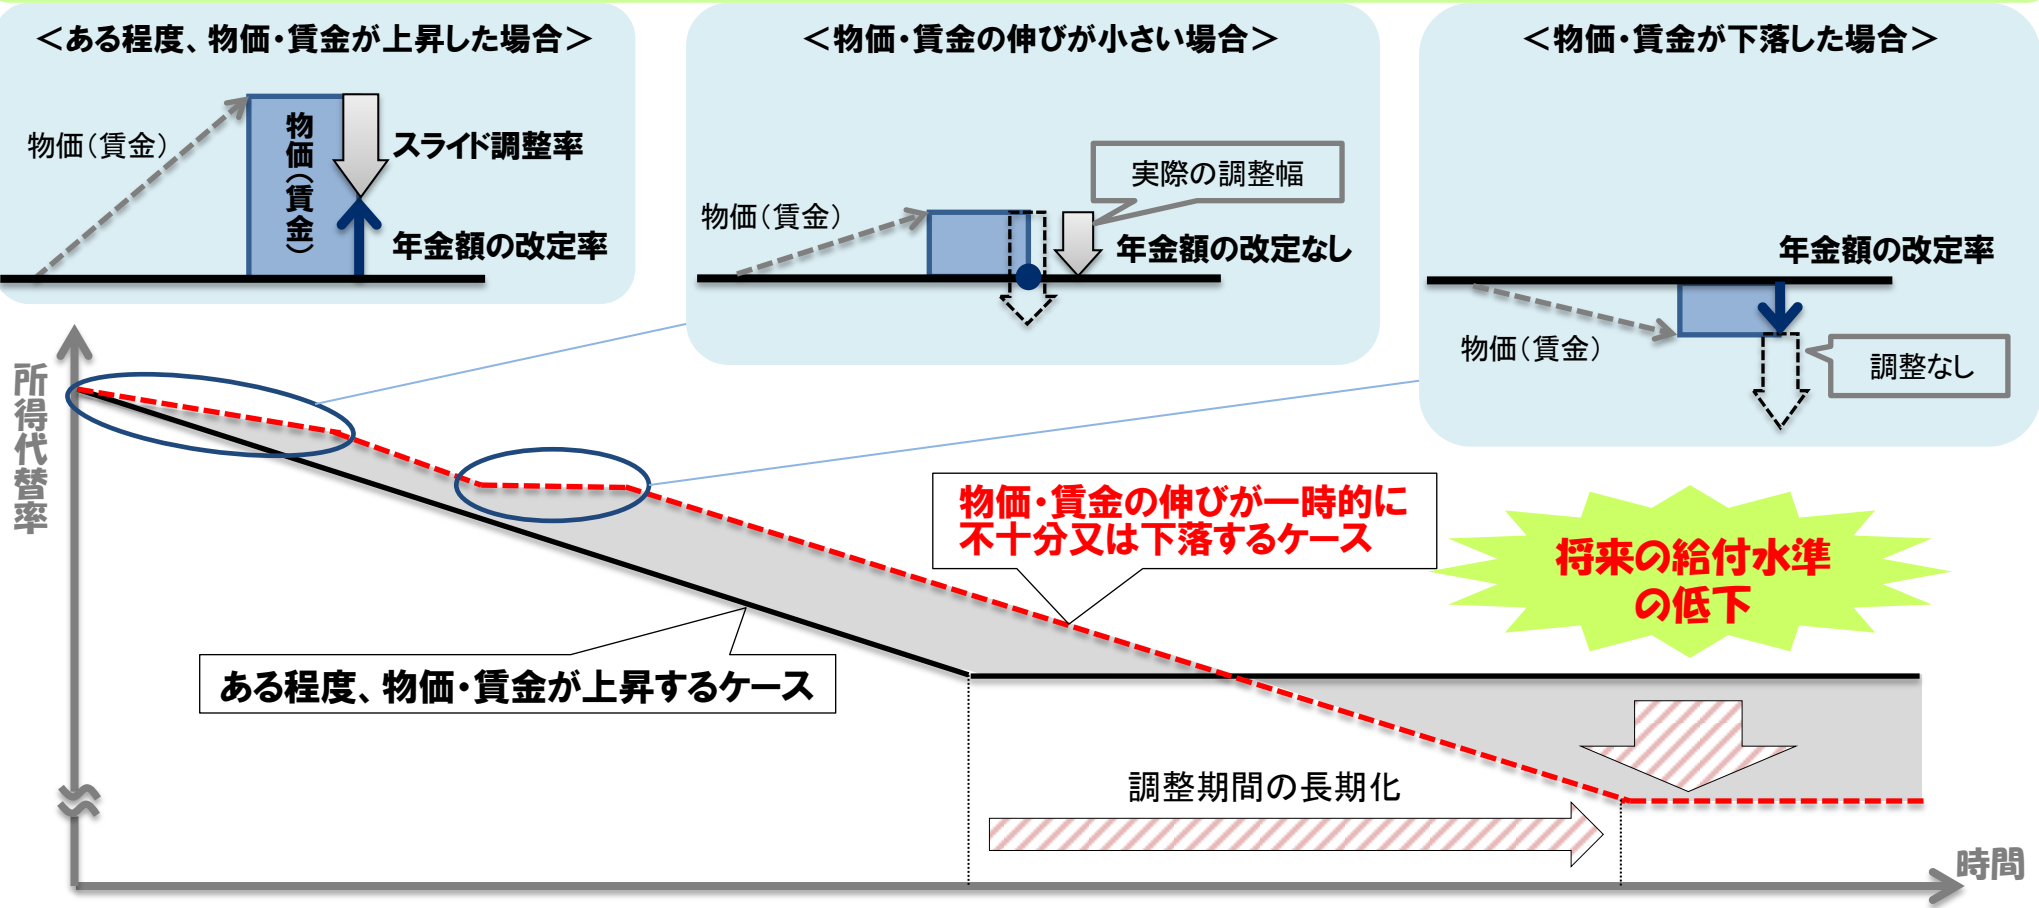 ＜ある程度、物価・賃金が上昇した場合＞
物価（賃金）
物価（賃金）
スライド調整率
年金額の改定率
＜物価・賃金の伸びが小さい場合＞
物価（賃金）
実際の調整幅
年金額の改定なし
＜物価・賃金が下落した場合＞
年金額の改定率
物価（賃金）
調整なし
所得代替率
物価・賃金の伸びが一時的に
不十分又は下落するケース
将来の給付水準
の低下
ある程度、物価・賃金が上昇するケース
調整期間の長期化
時間